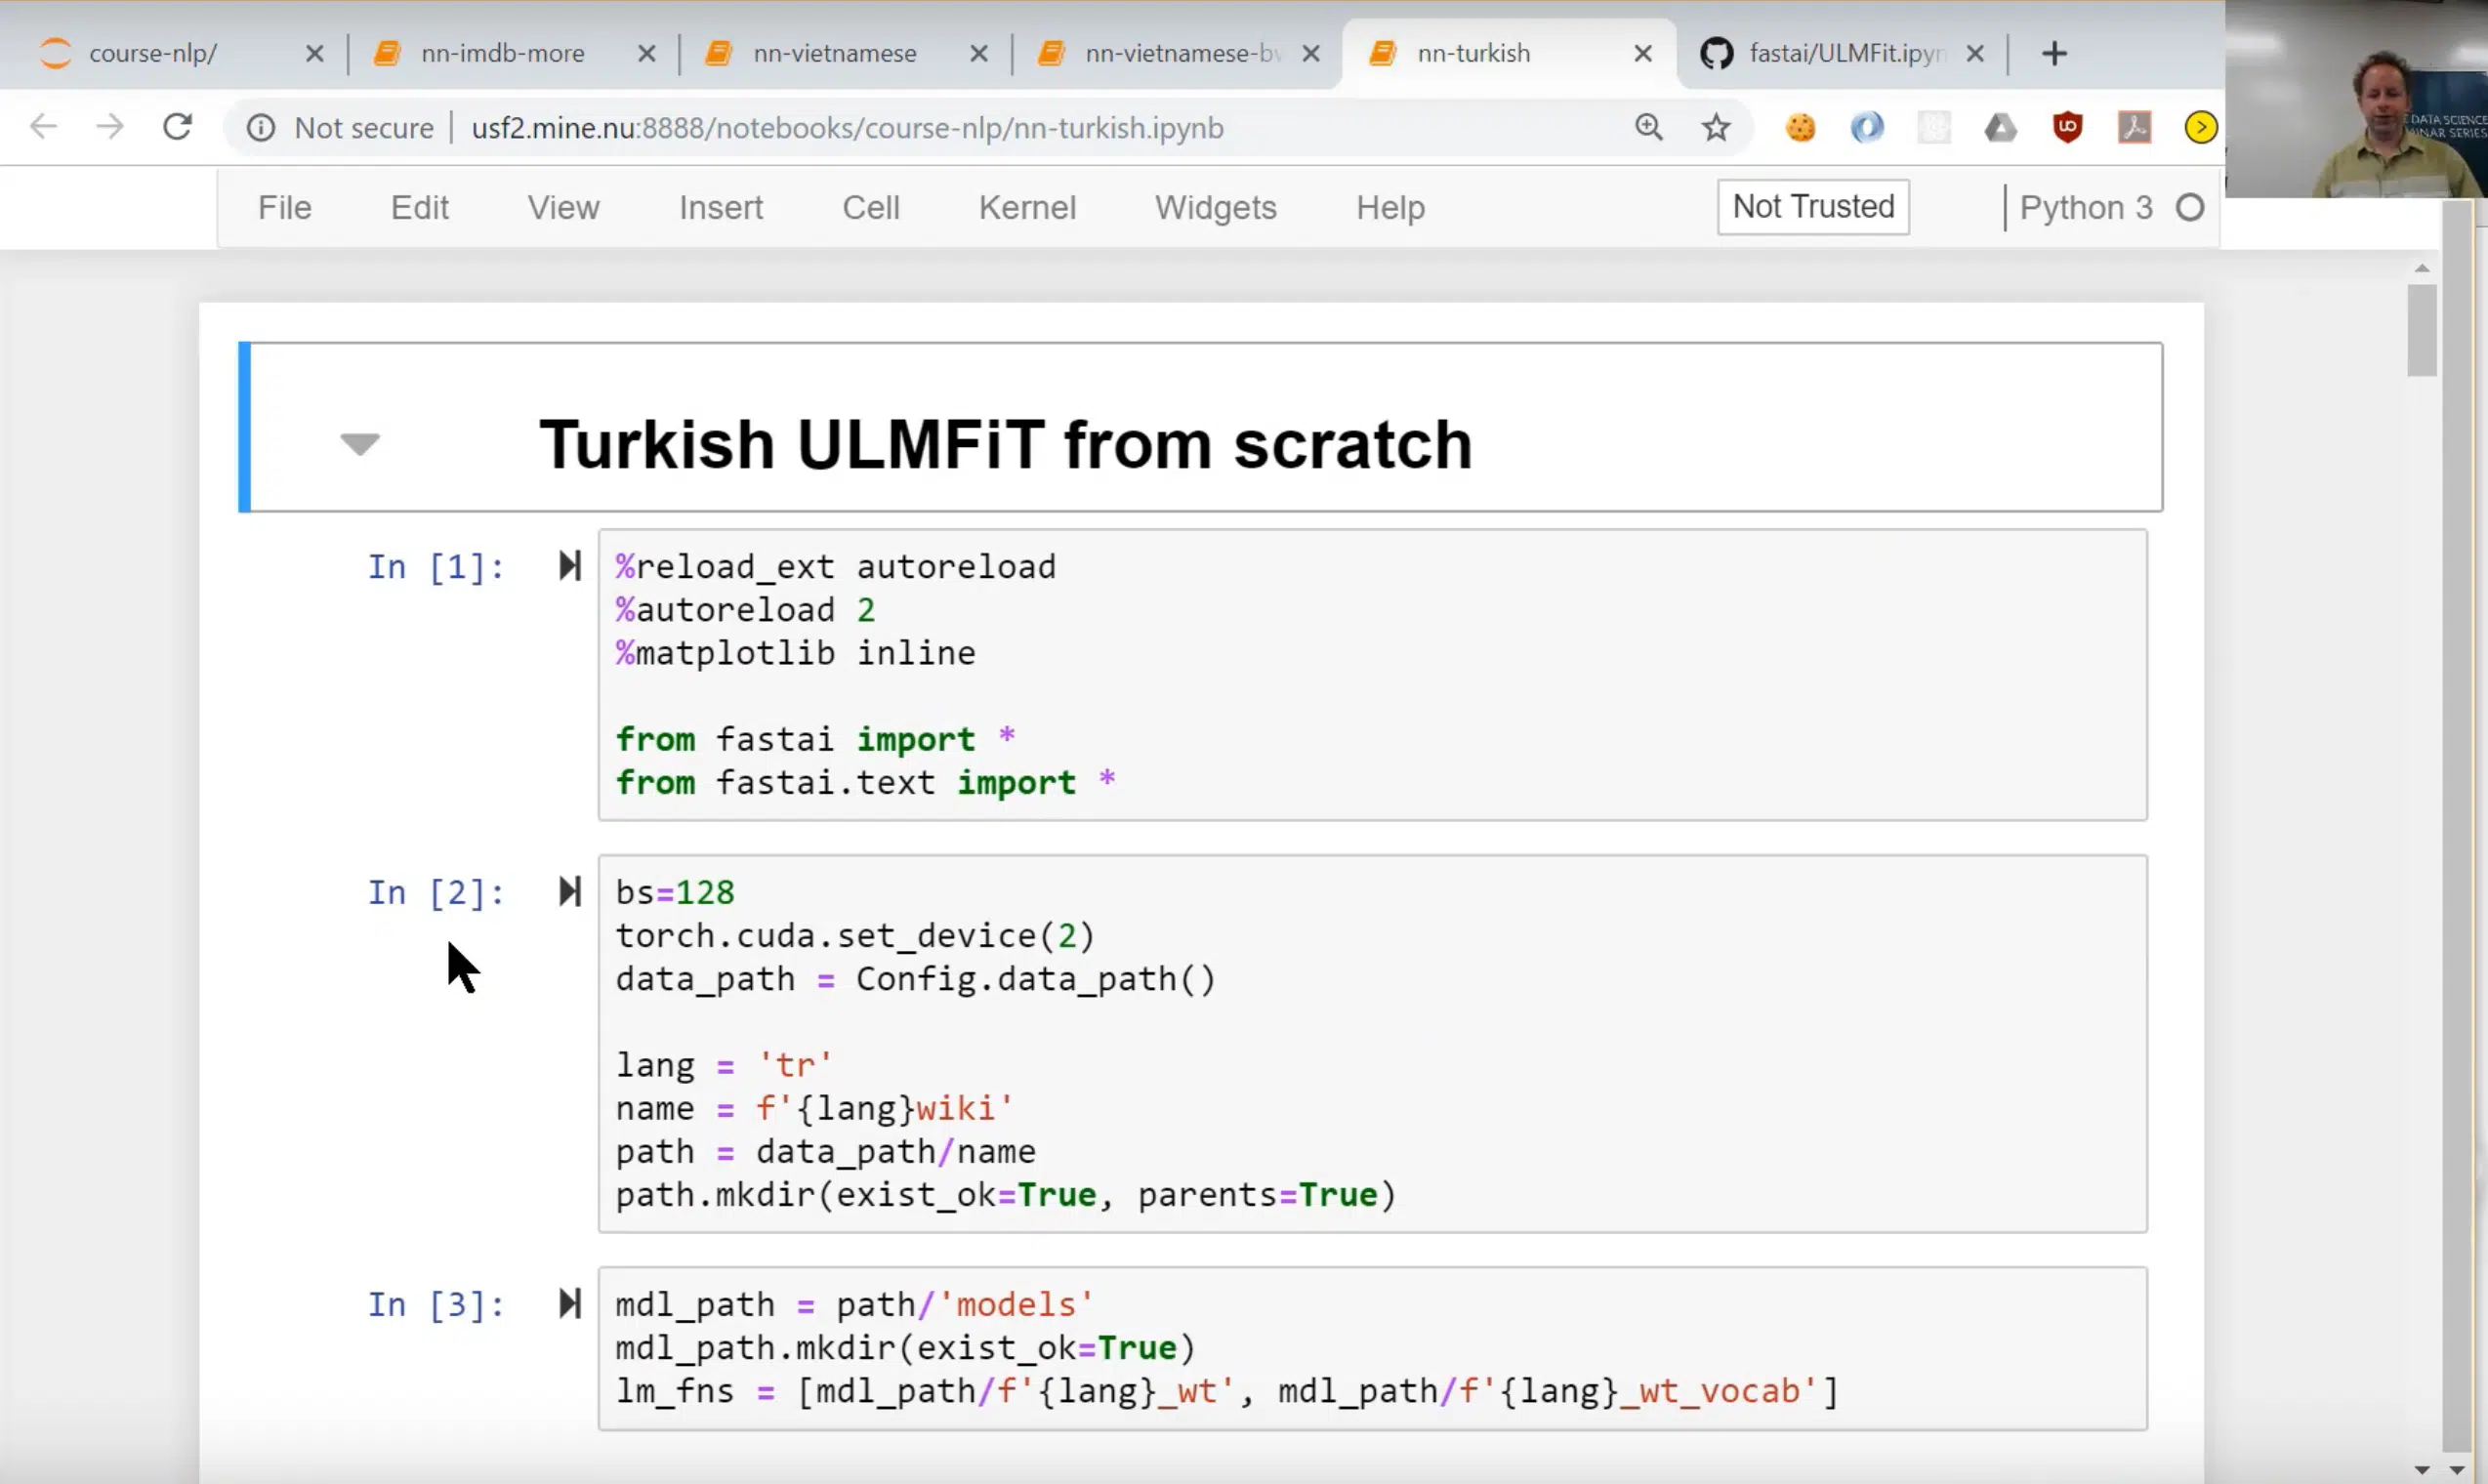 course-nlp/
nn-imdb-more
nn-vietnamese
nn-vietnamese-bw
nn-turkish
fastai/ULMFit.ipyn
Not secure
usf2.mine.nu:8888/notebooks/course-nlp/nn-turkish.ipynb
DATA SCIENCE
INAR SERIES
File
Edit
View
Insert
Cell
Kernel
Widgets
Help
Not Trusted
Python 3
Turkish ULMFiT from scratch
In [1]:
%reload_ext autoreload
%autoreload 2
%matplotlib inline
from fastai import *
from fastai.text import *
In [2]:
bs=128
torch.cuda.set_device(2)
data_path = Config.data_path()
lang = 'tr'
name = f'{lang}wiki'
path = data_path/name
path.mkdir(exist_ok=True, parents=True)
In [3]:
mdl_path = path/'models'
mdl_path.mkdir(exist_ok=True)
lm_fns = [mdl_path/f'{lang}_wt', mdl_path/f'{lang}_wt_vocab']